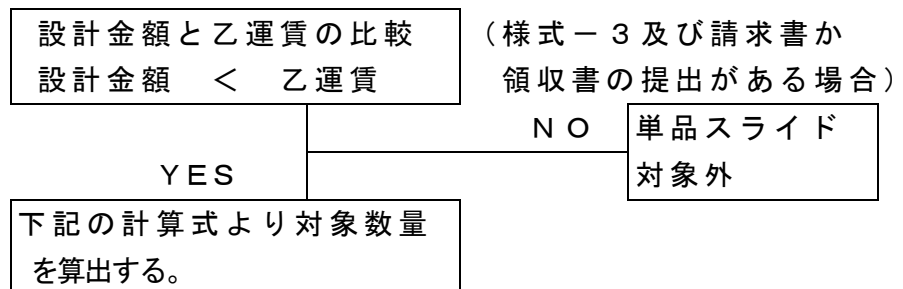 設計金額と乙運賃の比較
設計金額 < 乙運賃
(様式-3及び請求書か
領収書の提出がある場合)
NO
単品スライド
対象外
YES
下記の計算式より対象数量
を算出する。